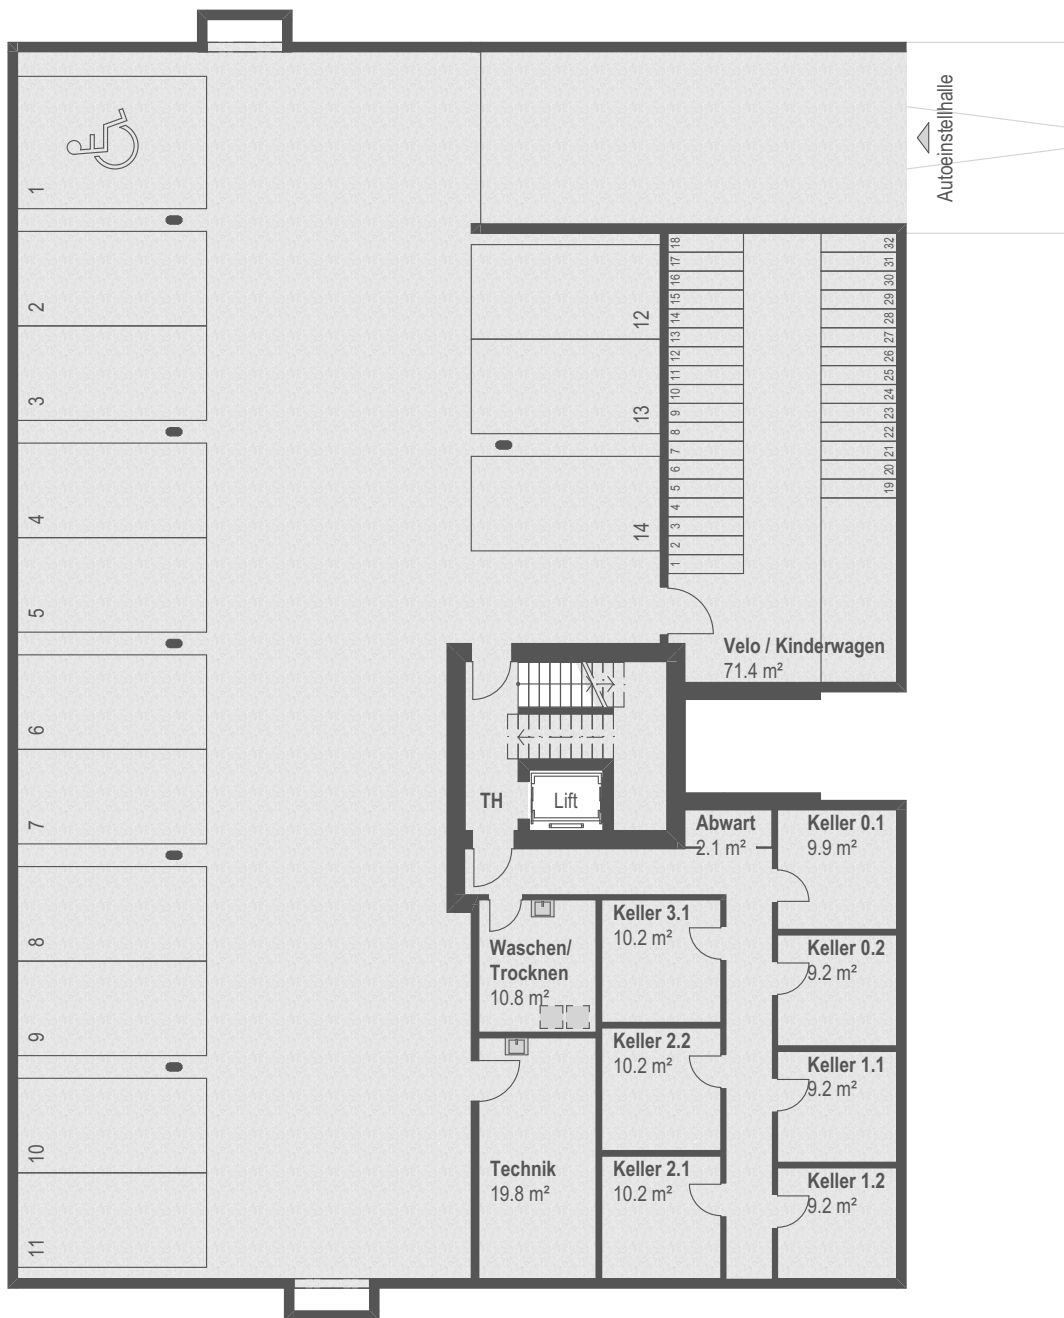 Autoeinstellhalle
1
2
3
4
5
6
7
8
9
10
11
12
13
14
18
17
16
15
14
13
12
11
10
9
8
7
6
5
4
3
2
1
32
31
30
29
28
27
26
25
24
23
22
21
20
19
Velo / Kinderwagen
71.4 m²
TH
Lift
Abwart
2.1 m²
Keller 0.1
9.9 m²
Keller 3.1
10.2 m²
Waschen/
Trocknen
10.8 m²
Keller 0.2
9.2 m²
Keller 2.2
10.2 m²
Keller 1.1
9.2 m²
Technik
19.8 m²
Keller 2.1
10.2 m²
Keller 1.2
9.2 m²